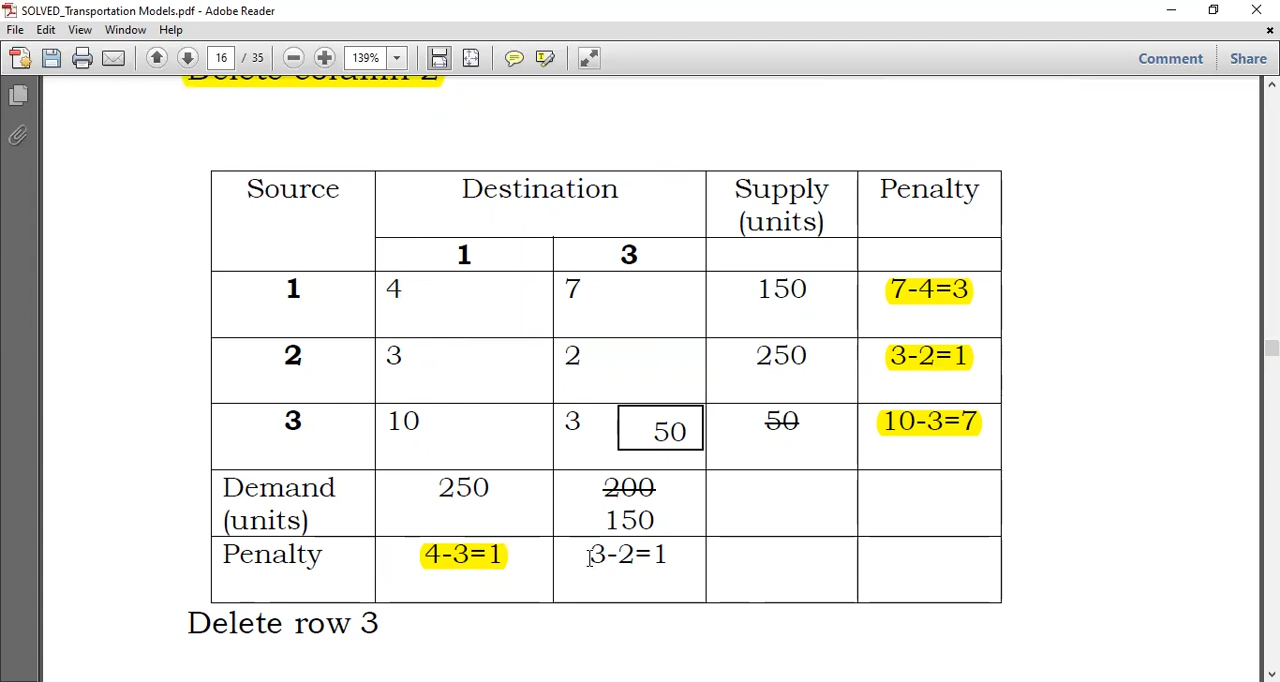 SOLVED_Transportation Models.pdf - Adobe Reader
File Edit View Window Help
16 / 35 139% Comment Share
Delete column 2
Source Destination Supply Penalty
(units)
1 3
1 4 7 150 7-4=3
2 3 2 250 3-2=1
3 10 3 50 50 10-3=7
Demand 250 200
(units) 150
Penalty 4-3=1 3-2=1
Delete row 3